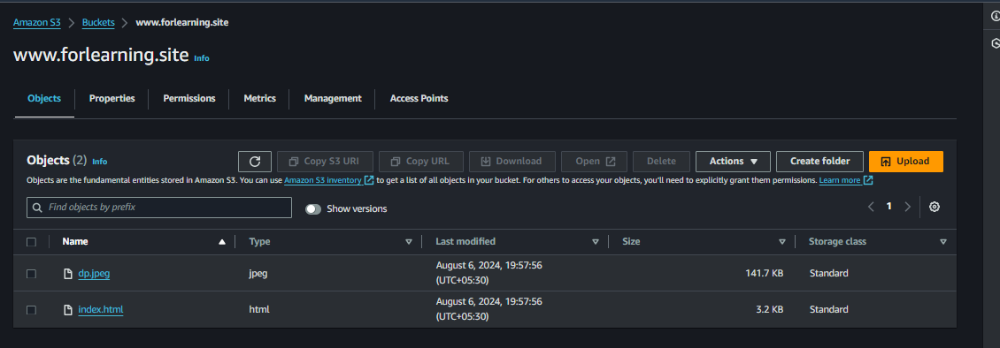 Amazon S3 > Buckets > www.forlearning.site
www.forlearning.site Info
Objects Properties Permissions Metrics Management Access Points
Objects (2) Info Copy S3 URI Copy URL Download Open Delete Actions Create folder Upload
Objects are the fundamental entities stored in Amazon S3. You can use Amazon S3 inventory to get a list of all objects in your bucket. For others to access your objects, you'll need to explicitly grant them permissions. Learn more
Find objects by prefix Show versions 1
Name Type Last modified Size Storage class
dp.jpeg jpeg August 6, 2024, 19:57:56 (UTC+05:30) 141.7 KB Standard
index.html html August 6, 2024, 19:57:56 (UTC+05:30) 3.2 KB Standard